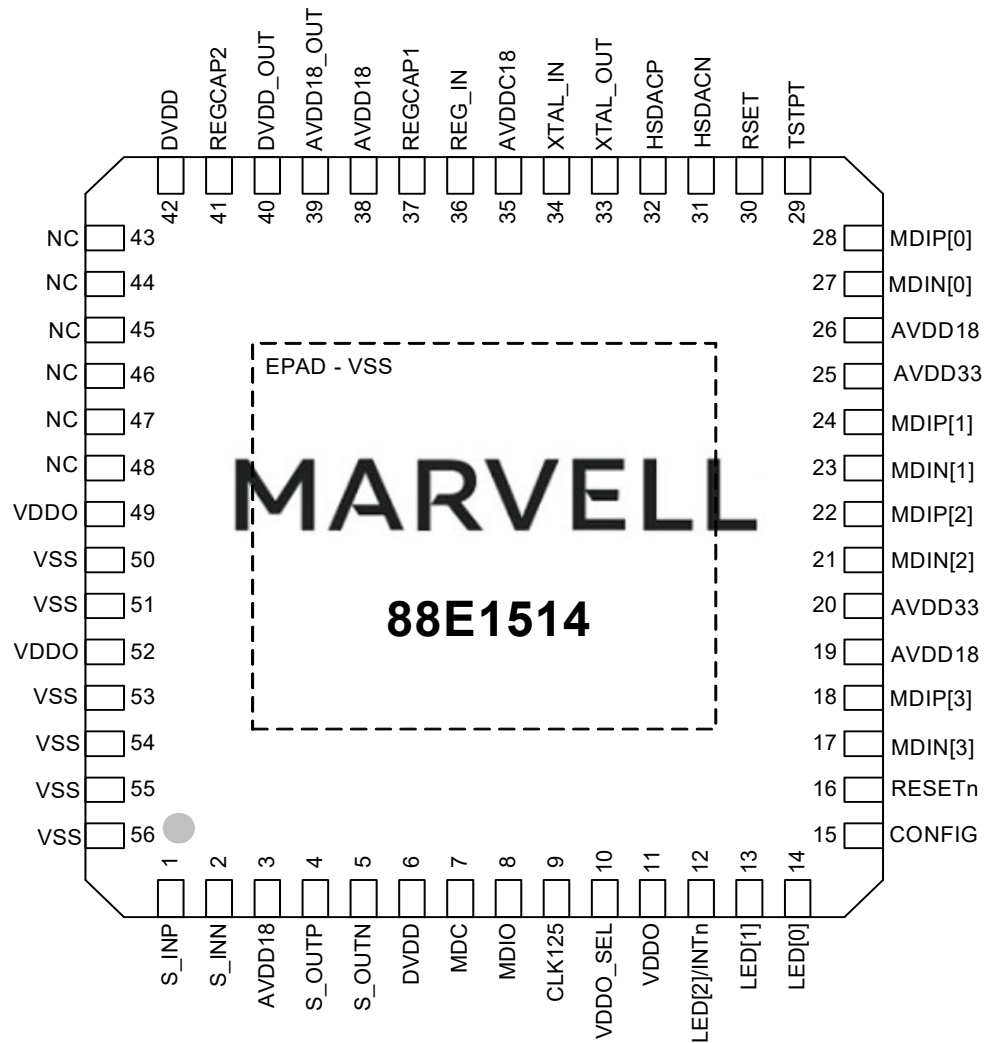 DVDD
REGCAP2
DVDD_OUT
AVDD18_OUT
AVDD18
REGCAP1
REG_IN
AVDDC18
XTAL_IN
XTAL_OUT
HSDACP
HSDACN
RSET
TSTPT
42
41
40
39
38
37
36
35
34
33
32
31
30
29
NC 43
NC 44
NC 45
NC 46
NC 47
NC 48
VDDO 49
VSS 50
VSS 51
VDDO 52
VSS 53
VSS 54
VSS 55
VSS 56
EPAD - VSS
MARVELL
88E1514
28 MDIP[0]
27 MDIN[0]
26 AVDD18
25 AVDD33
24 MDIP[1]
23 MDIN[1]
22 MDIP[2]
21 MDIN[2]
20 AVDD33
19 AVDD18
18 MDIP[3]
17 MDIN[3]
16 RESETn
15 CONFIG
1
2
3
4
5
6
7
8
9
10
11
12
13
14
S_INP
S_INN
AVDD18
S_OUTP
S_OUTN
DVDD
MDC
MDIO
CLK125
VDDO_SEL
VDDO
LED[2]/INTn
LED[1]
LED[0]